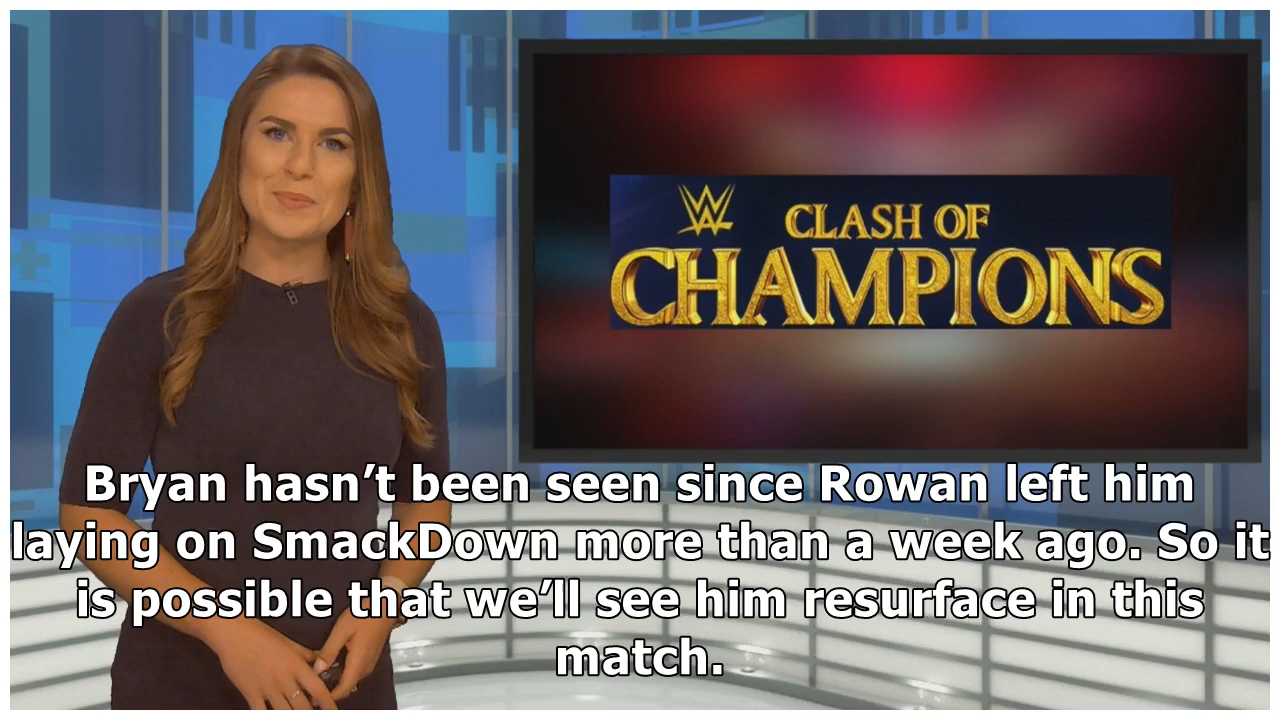 W
CLASH OF
CHAMPIONS
Bryan hasn’t been seen since Rowan left him
laying on SmackDown more than a week ago. So it
is possible that we’ll see him resurface in this
match.